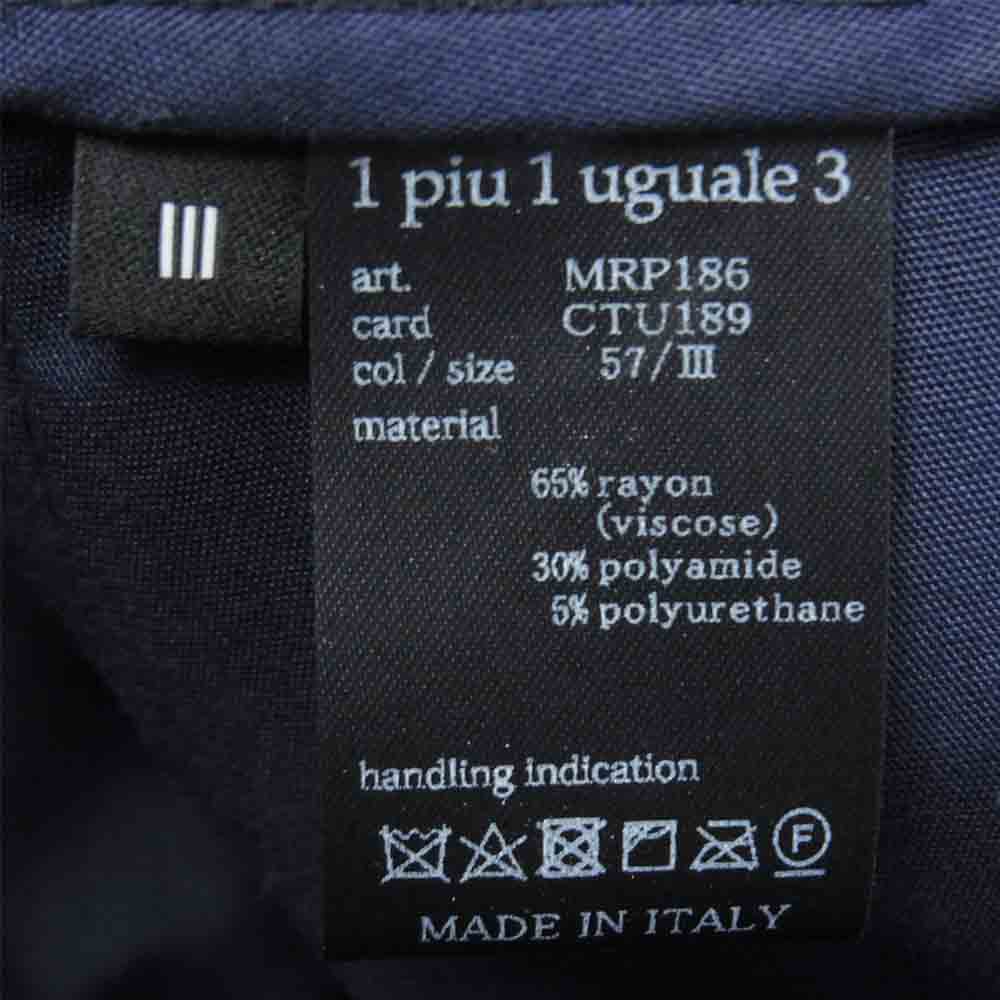 III
1 piu 1 uguale 3
art. MRP186
card CTU189
col / size 57/III
material
65% rayon
(viscose)
30% polyamide
5% polyurethane
handling indication
F
MADE IN ITALY